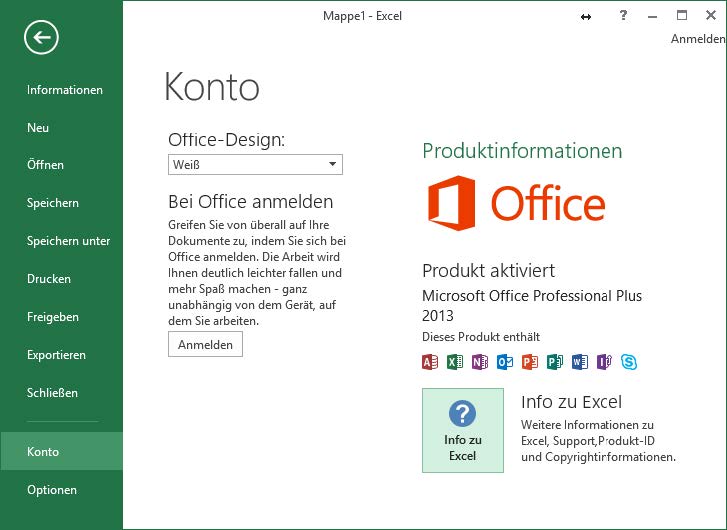 Mappe1 - Excel
?
Anmelden
Informationen
Neu
Öffnen
Speichern
Speichern unter
Drucken
Freigeben
Exportieren
Schließen
Konto
Optionen
Konto
Office-Design:
Weiß
Bei Office anmelden
Greifen Sie von überall auf Ihre
Dokumente zu, indem Sie sich bei
Office anmelden. Die Arbeit wird
Ihnen deutlich leichter fallen und
mehr Spaß machen - ganz
unabhängig von dem Gerät, auf
dem Sie arbeiten.
Anmelden
Produktinformationen
Office
Produkt aktiviert
Microsoft Office Professional Plus
2013
Dieses Produkt enthält
?
Info zu
Excel
Info zu Excel
Weitere Informationen zu
Excel, Support,Produkt-ID
und Copyrightinformationen.